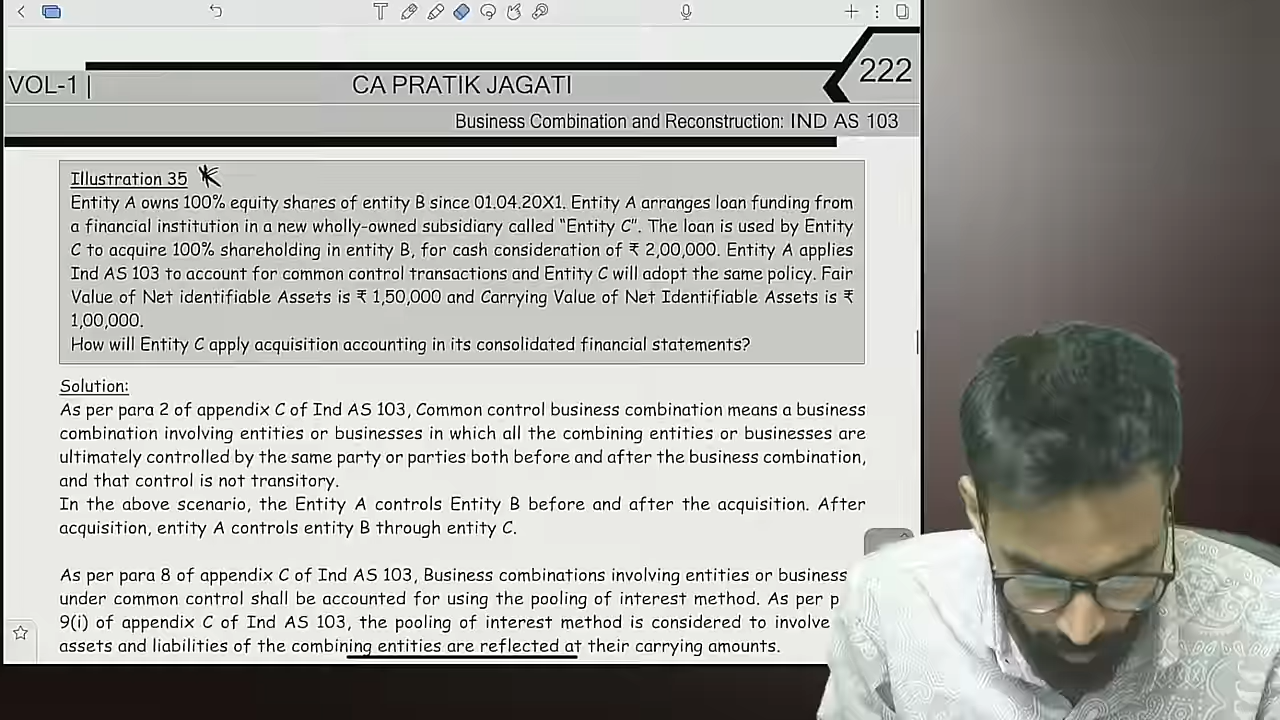 222
VOL-1 | CA PRATIK JAGATI
Business Combination and Reconstruction: IND AS 103
Illustration 35
Entity A owns 100% equity shares of entity B since 01.04.20X1. Entity A arranges loan funding from
a financial institution in a new wholly-owned subsidiary called “Entity C”. The loan is used by Entity
C to acquire 100% shareholding in entity B, for cash consideration of ₹ 2,00,000. Entity A applies
Ind AS 103 to account for common control transactions and Entity C will adopt the same policy. Fair
Value of Net identifiable Assets is ₹ 1,50,000 and Carrying Value of Net Identifiable Assets is ₹
1,00,000.
How will Entity C apply acquisition accounting in its consolidated financial statements?
Solution:
As per para 2 of appendix C of Ind AS 103, Common control business combination means a business
combination involving entities or businesses in which all the combining entities or businesses are
ultimately controlled by the same party or parties both before and after the business combination,
and that control is not transitory.
In the above scenario, the Entity A controls Entity B before and after the acquisition. After
acquisition, entity A controls entity B through entity C.
As per para 8 of appendix C of Ind AS 103, Business combinations involving entities or business
under common control shall be accounted for using the pooling of interest method. As per
9(i) of appendix C of Ind AS 103, the pooling of interest method is considered to involve
assets and liabilities of the combining entities are reflected at their carrying amounts.